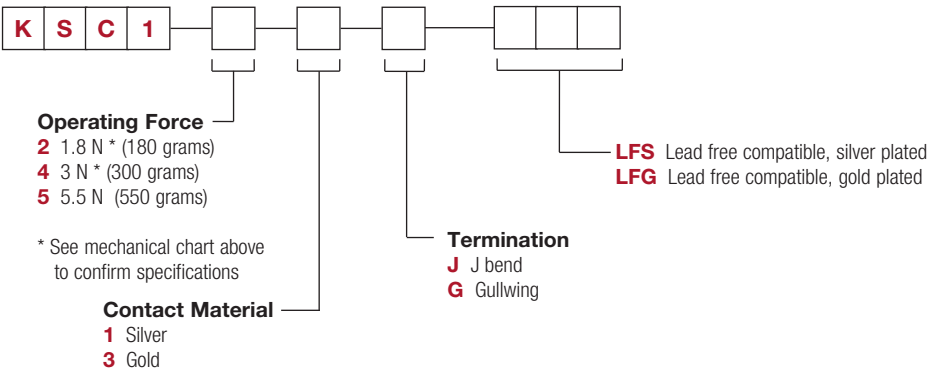 K S C 1
Operating Force
2 1.8 N * (180 grams)
4 3 N * (300 grams)
5 5.5 N (550 grams)
* See mechanical chart above
to confirm specifications
Contact Material
1 Silver
3 Gold
Termination
J J bend
G Gullwing
LFS Lead free compatible, silver plated
LFG Lead free compatible, gold plated